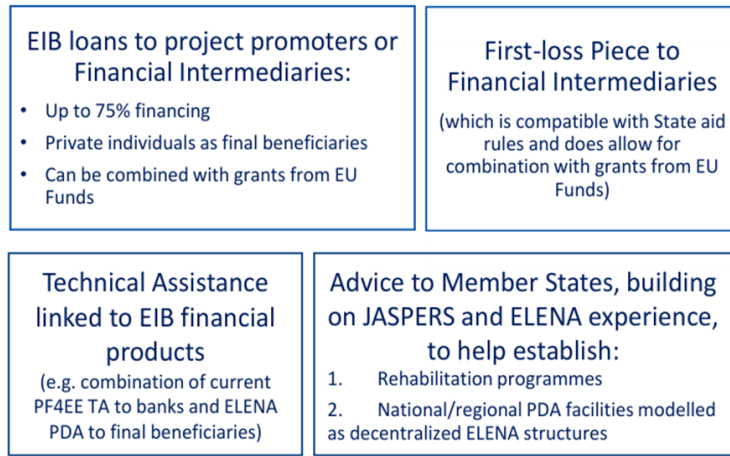 EIB loans to project promoters or
Financial Intermediaries:
• Up to 75% financing
• Private individuals as final beneficiaries
• Can be combined with grants from EU
Funds
First-loss Piece to
Financial Intermediaries
(which is compatible with State aid
rules and does allow for
combination with grants from EU
Funds)
Technical Assistance
linked to EIB financial
products
(e.g. combination of current
PF4EE TA to banks and ELENA
PDA to final beneficiaries)
Advice to Member States, building
on JASPERS and ELENA experience,
to help establish:
1. Rehabilitation programmes
2. National/regional PDA facilities modelled
as decentralized ELENA structures